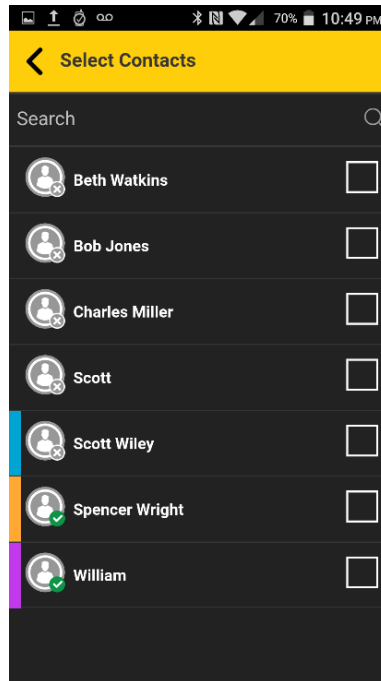 70% 10:49 PM
Select Contacts
Search
Beth Watkins
Bob Jones
Charles Miller
Scott
Scott Wiley
Spencer Wright
William